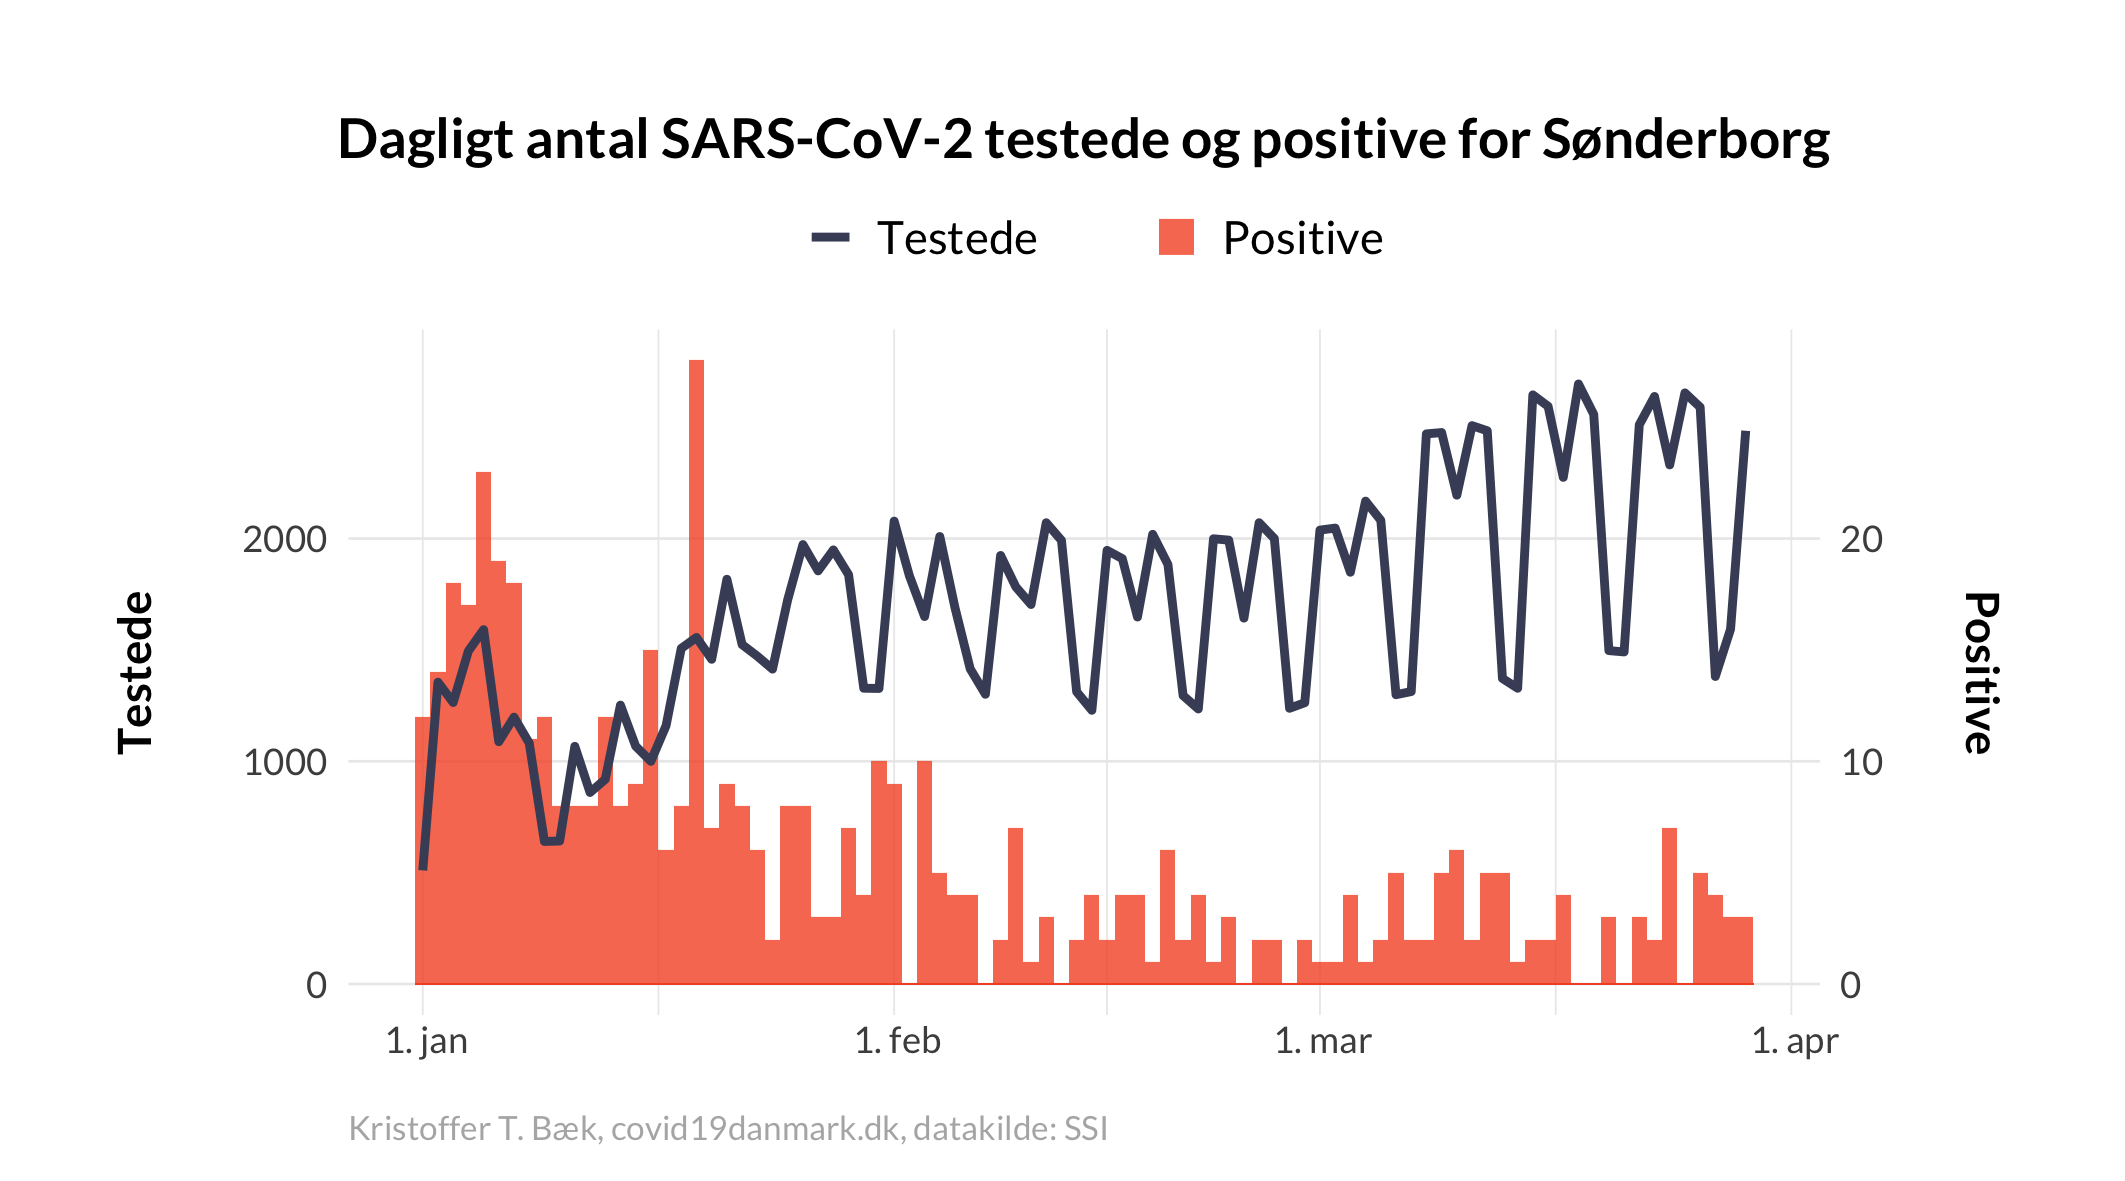 Dagligt antal SARS-CoV-2 testede og positive for Sønderborg
Testede
Positive
Testede
2000
1000
0
20
10
0
Positive
1. jan
1. feb
1. mar
1. apr
Kristoffer T. Bæk, covid19danmark.dk, datakilde: SSI